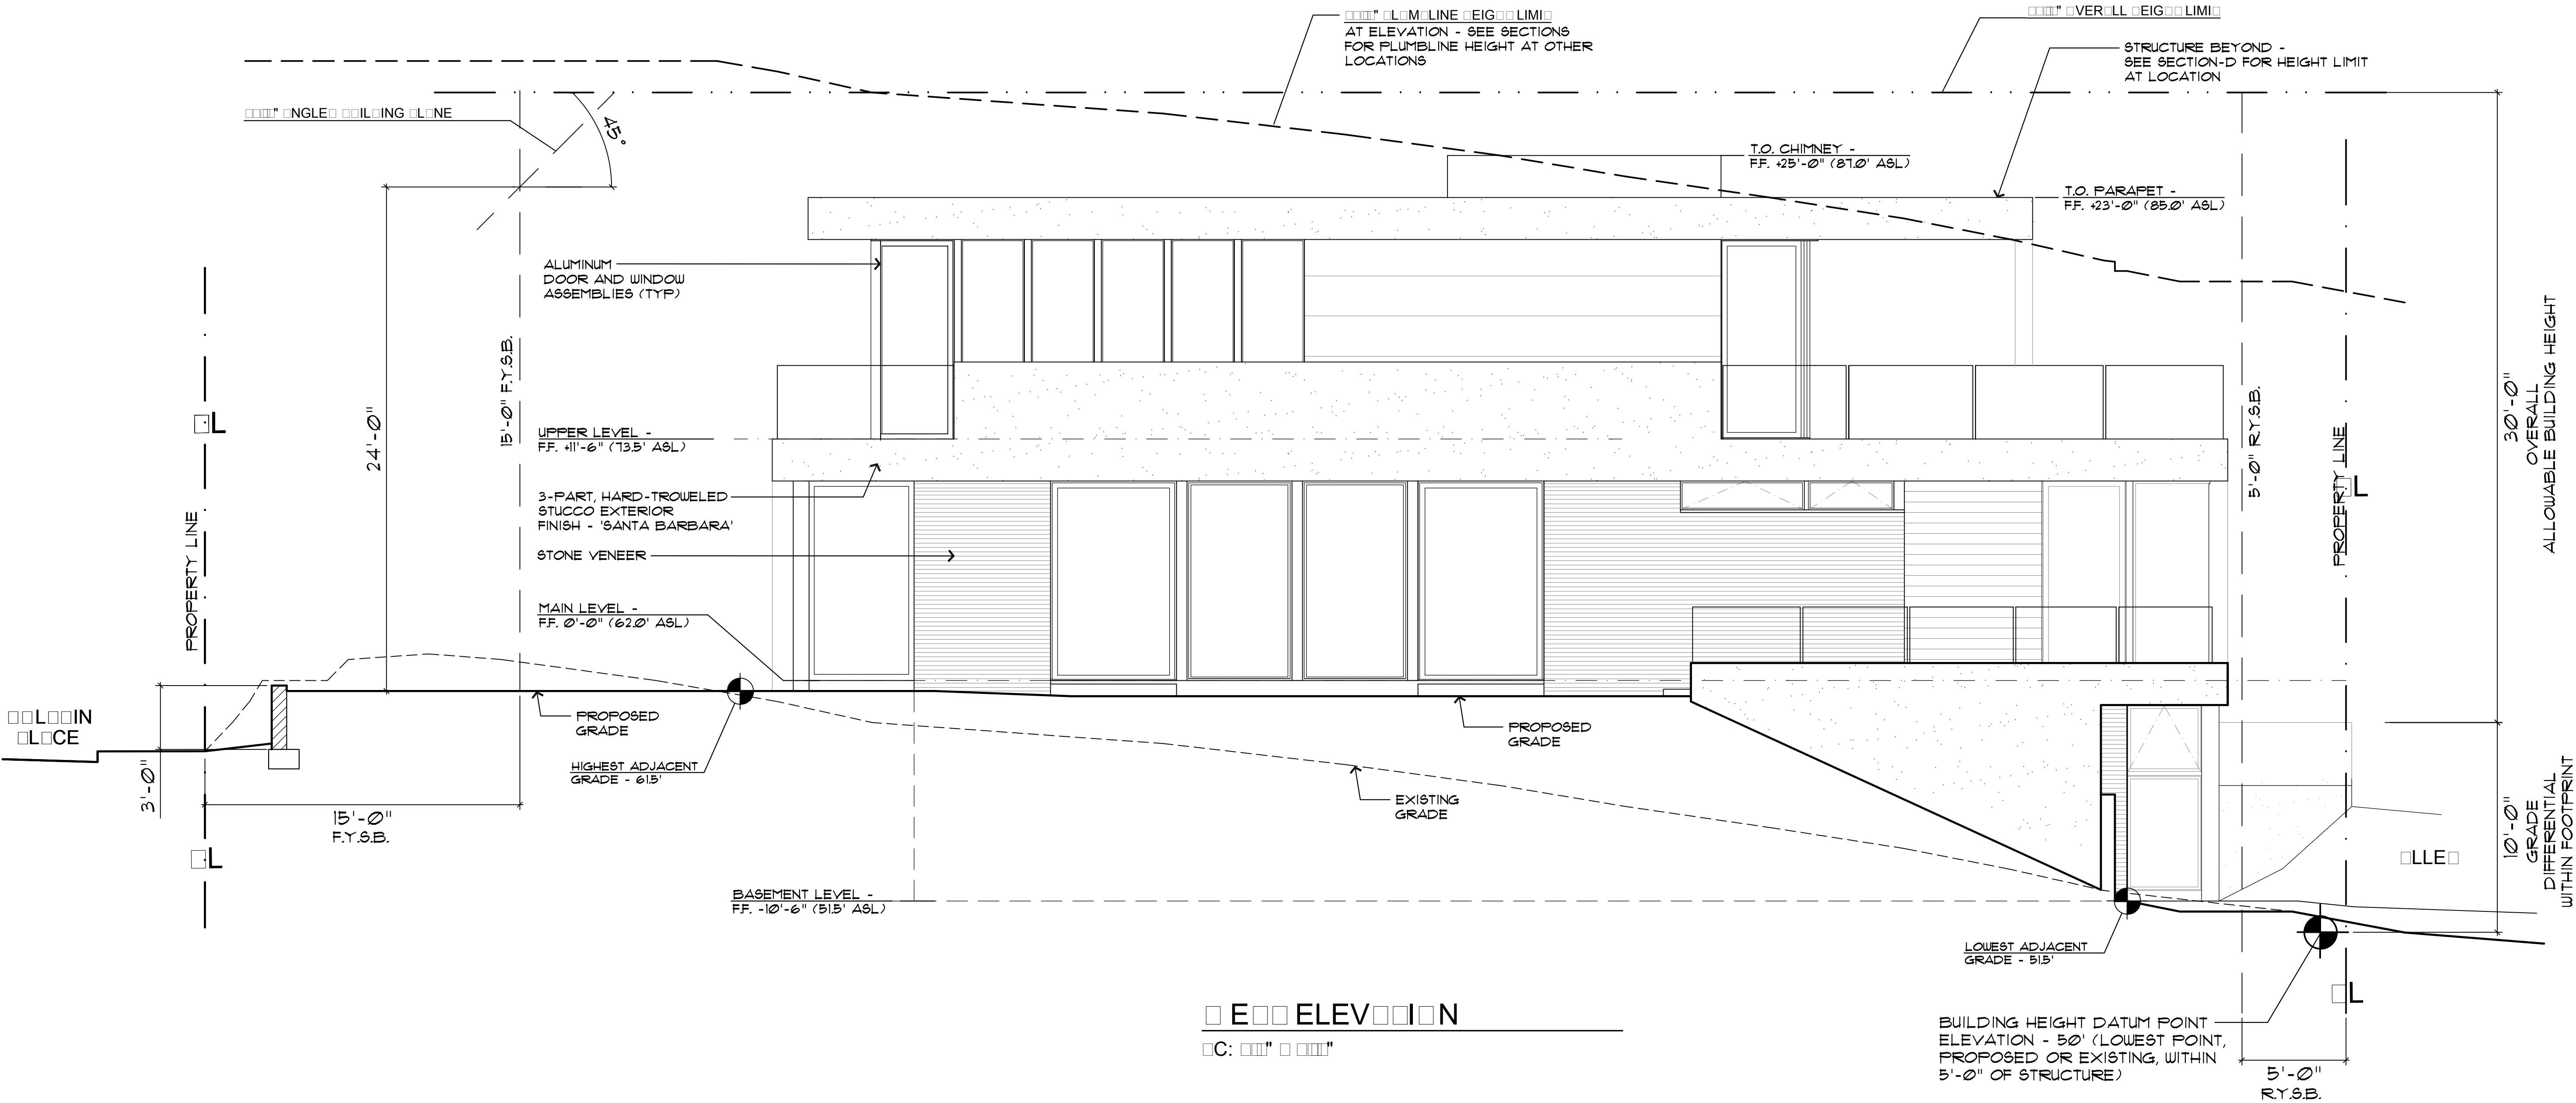 AT ELEVATION - SEE SECTIONS
FOR PLUMBLINE HEIGHT AT OTHER
LOCATIONS
STRUCTURE BEYOND -
SEE SECTION-D FOR HEIGHT LIMIT
AT LOCATION
45°
T.O. CHIMNEY -
F.F. +25'-0" (87.0' ASL)
T.O. PARAPET -
F.F. +23'-0" (85.0' ASL)
ALUMINUM
DOOR AND WINDOW
ASSEMBLIES (TYP)
24'-0"
15'-0" F.Y.S.B.
UPPER LEVEL -
F.F. +11'-6" (73.5' ASL)
3-PART, HARD-TROWELED
STUCCO EXTERIOR
FINISH - 'SANTA BARBARA'
STONE VENEER
MAIN LEVEL -
F.F. 0'-0" (62.0' ASL)
PROPERTY LINE
5'-0" R.Y.S.B.
PROPERTY LINE
30'-0"
OVERALL
ALLOWABLE BUILDING HEIGHT
3'-0"
PROPOSED
GRADE
HIGHEST ADJACENT
GRADE - 61.5'
15'-0"
F.Y.S.B.
PROPOSED
GRADE
EXISTING
GRADE
BASEMENT LEVEL -
F.F. -10'-6" (51.5' ASL)
10'-0"
GRADE
DIFFERENTIAL
WITHIN FOOTPRINT
LOWEST ADJACENT
GRADE - 51.5'
BUILDING HEIGHT DATUM POINT
ELEVATION - 50' (LOWEST POINT,
PROPOSED OR EXISTING, WITHIN
5'-0" OF STRUCTURE)
5'-0"
R.Y.S.B.